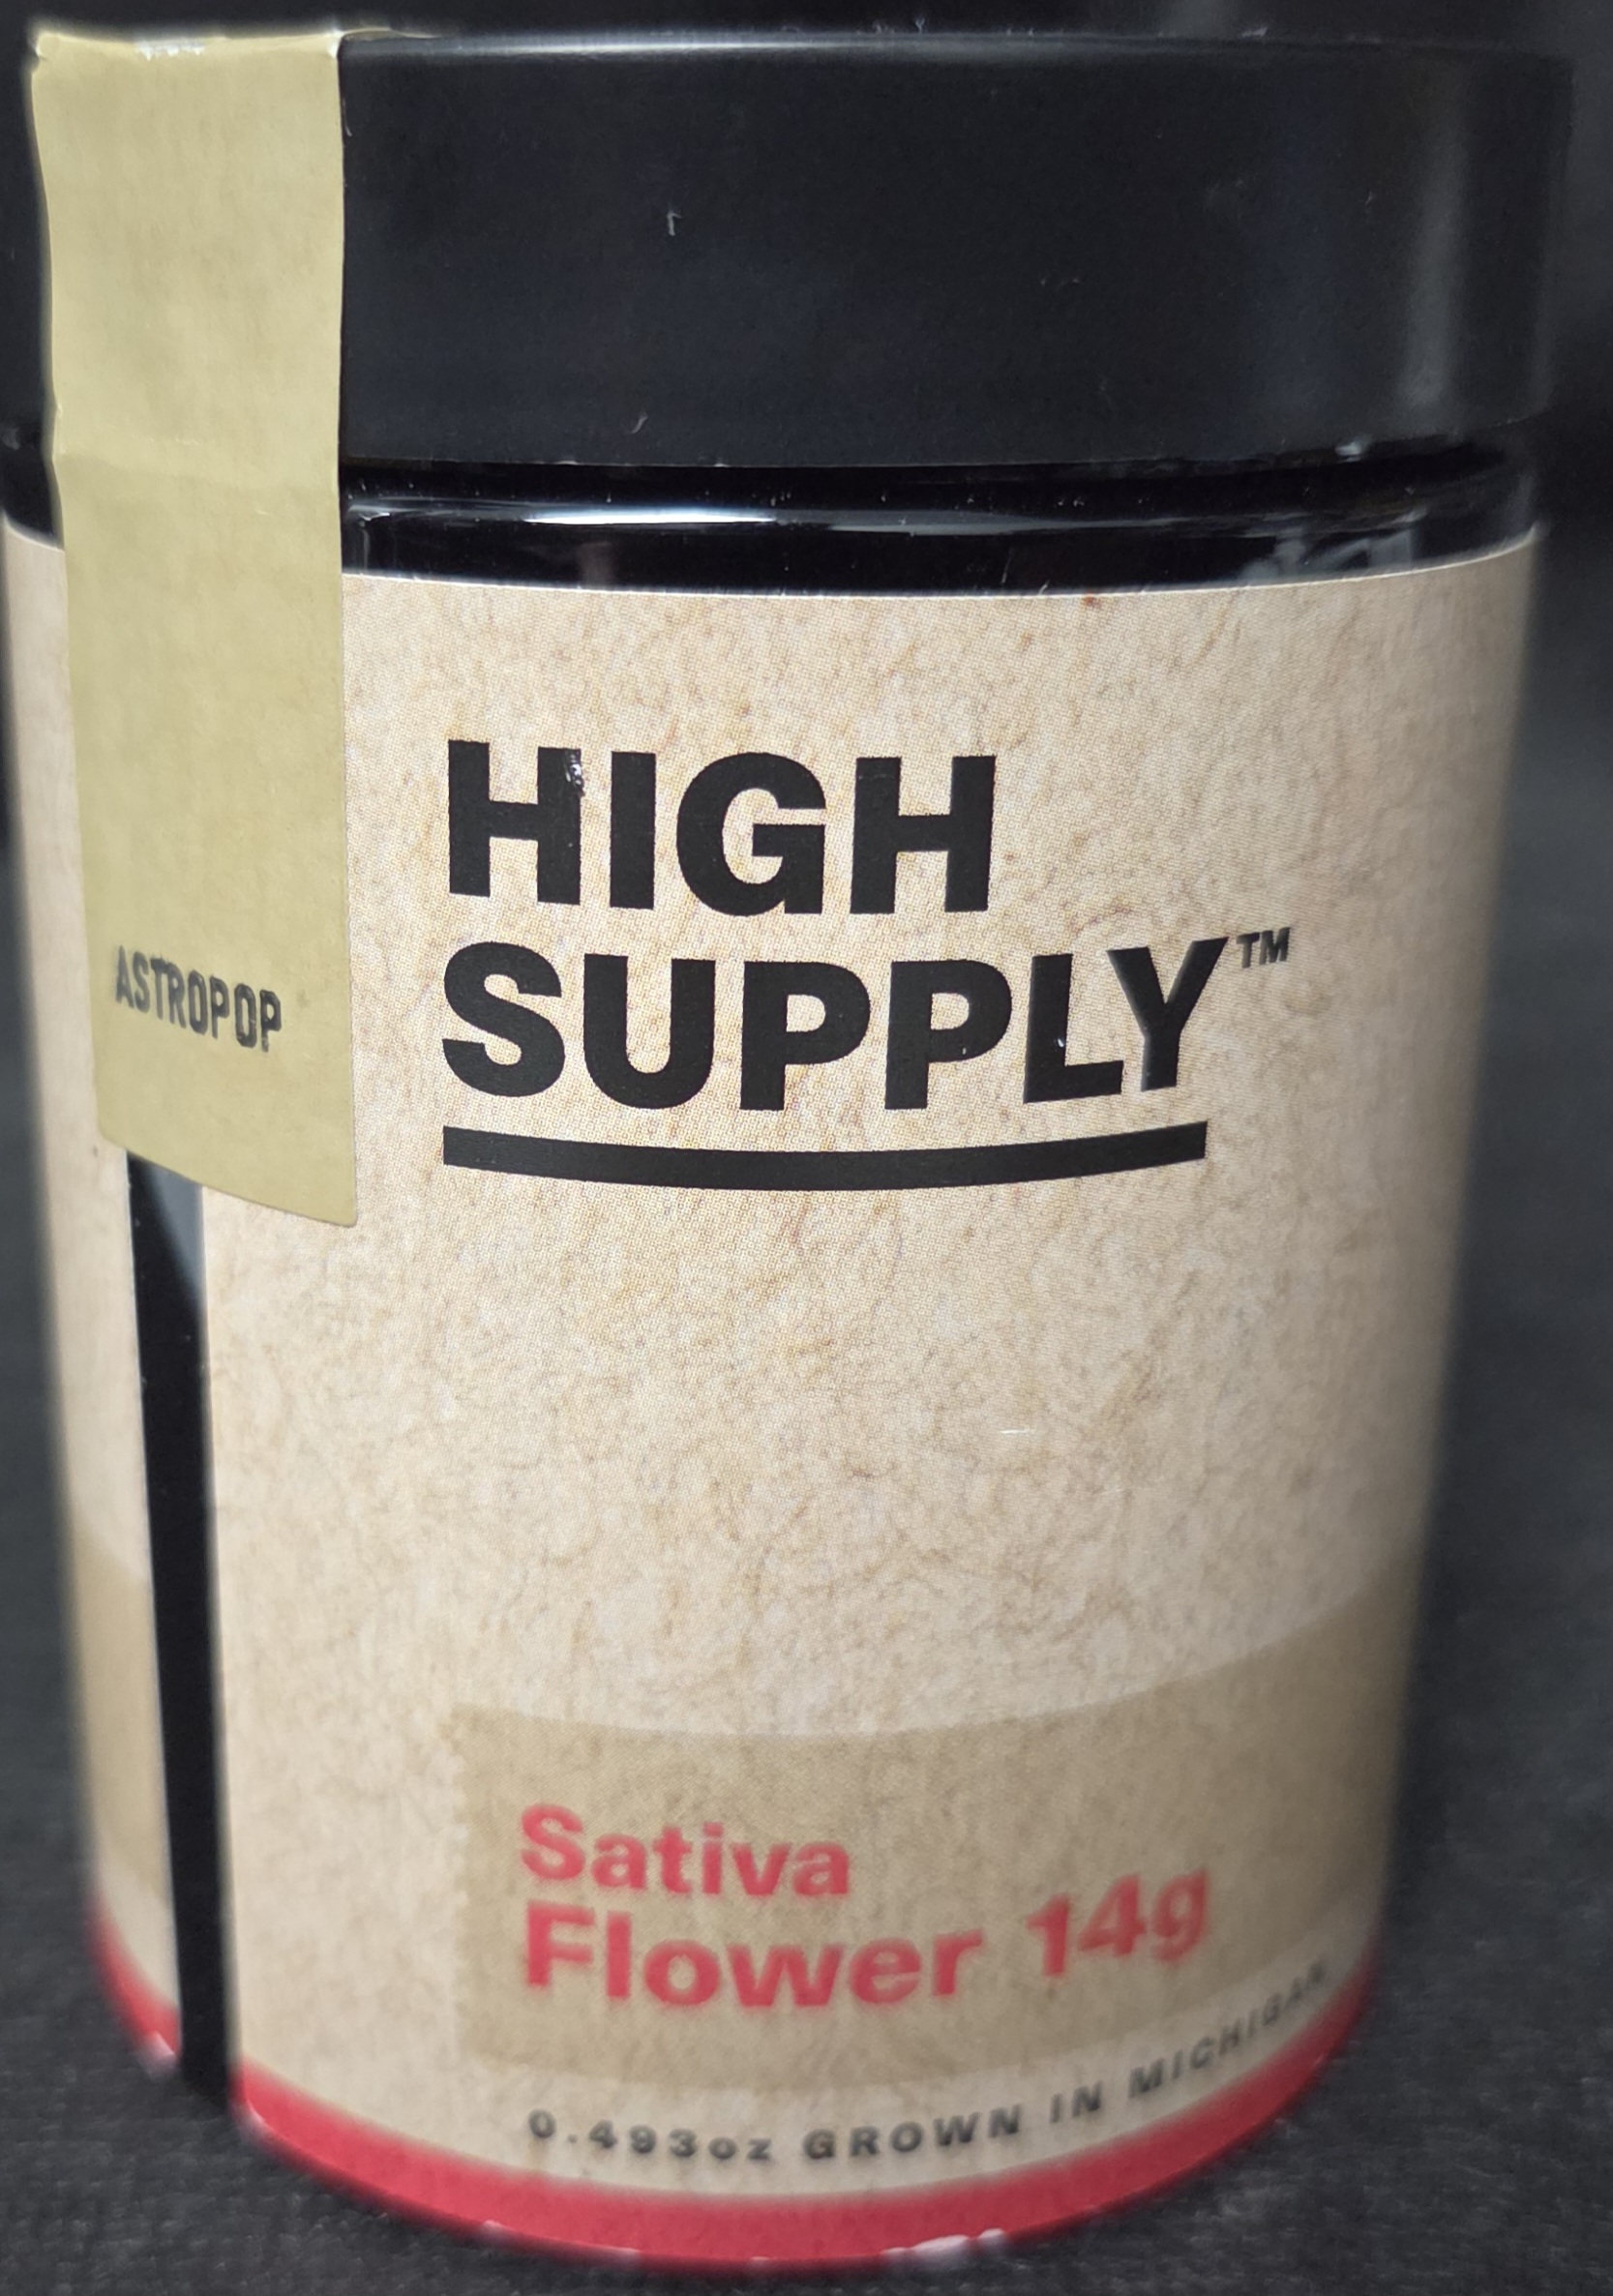 ASTROPOP
HIGH
SUPPLY™
Sativa
Flower 14g
0.493oz GROWN IN MICHIGAN